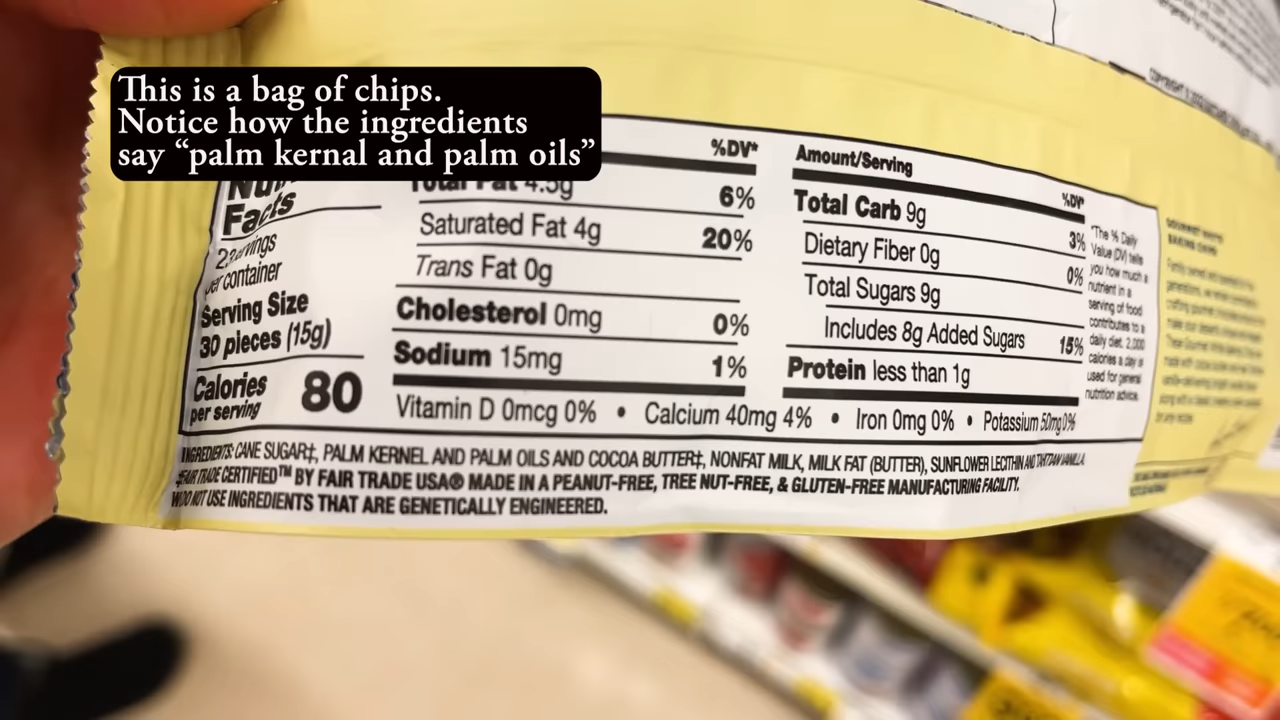 This is a bag of chips.
Notice how the ingredients
say “palm kernal and palm oils”
Facts
per container
Serving Size
30 pieces (15g)
Calories
per serving
80
%DV*
Total Fat 4.5g 6%
Saturated Fat 4g 20%
Trans Fat 0g
Cholesterol 0mg 0%
Sodium 15mg 1%
Amount/Serving
%DV*
Total Carb 9g 3%
Dietary Fiber 0g 0%
Total Sugars 9g
Includes 8g Added Sugars 15%
Protein less than 1g
Vitamin D 0mcg 0% • Calcium 40mg 4% • Iron 0mg 0% • Potassium 50mg 0%
*The % Daily
Value (DV) tells
you how much a
nutrient in a
serving of food
contributes to a
daily diet. 2,000
calories a day is
used for general
nutrition advice.
INGREDIENTS: CANE SUGAR‡, PALM KERNEL AND PALM OILS AND COCOA BUTTER‡, NONFAT MILK, MILK FAT (BUTTER), SUNFLOWER LECITHIN AND VANILLA
‡FAIR TRADE CERTIFIED™ BY FAIR TRADE USA® MADE IN A PEANUT-FREE, TREE NUT-FREE, & GLUTEN-FREE MANUFACTURING FACILITY.
WE DO NOT USE INGREDIENTS THAT ARE GENETICALLY ENGINEERED.